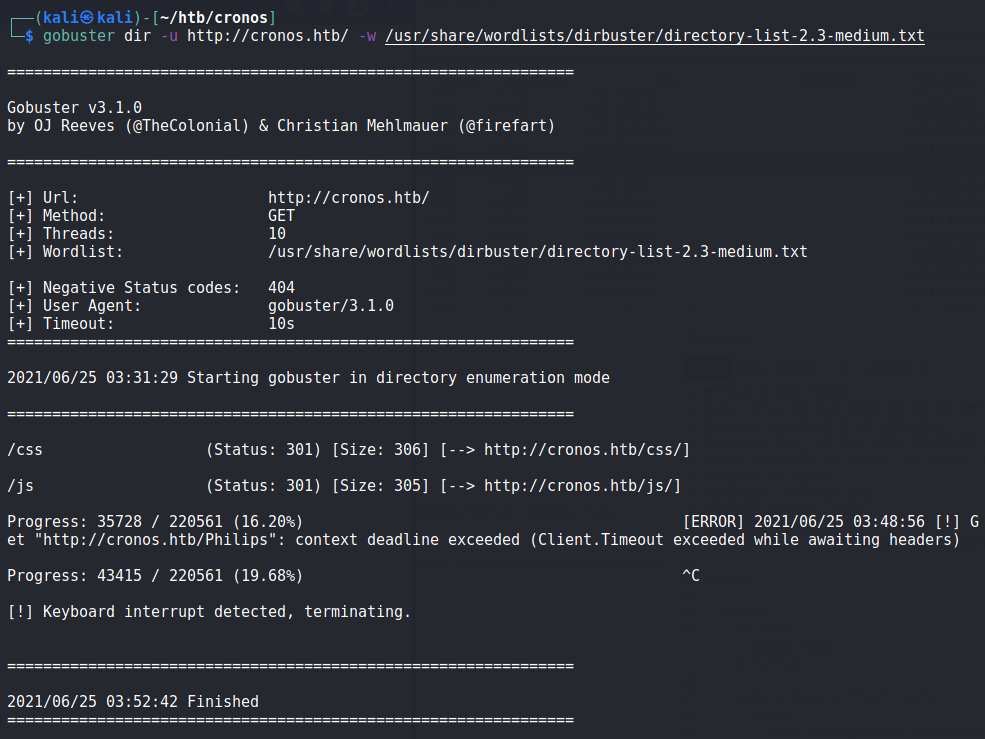 ┌──(kali㉿kali)-[~/htb/cronos]
└─$ gobuster dir -u http://cronos.htb/ -w /usr/share/wordlists/dirbuster/directory-list-2.3-medium.txt
===============================================================
Gobuster v3.1.0
by OJ Reeves (@TheColonial) & Christian Mehlmauer (@firefart)
===============================================================
[+] Url:                     http://cronos.htb/
[+] Method:                  GET
[+] Threads:                 10
[+] Wordlist:                /usr/share/wordlists/dirbuster/directory-list-2.3-medium.txt
[+] Negative Status codes:   404
[+] User Agent:              gobuster/3.1.0
[+] Timeout:                 10s
===============================================================
2021/06/25 03:31:29 Starting gobuster in directory enumeration mode
===============================================================
/css                  (Status: 301) [Size: 306] [--> http://cronos.htb/css/]
/js                   (Status: 301) [Size: 305] [--> http://cronos.htb/js/]
Progress: 35728 / 220561 (16.20%)                                          [ERROR] 2021/06/25 03:48:56 [!] G
et "http://cronos.htb/Philips": context deadline exceeded (Client.Timeout exceeded while awaiting headers)
Progress: 43415 / 220561 (19.68%)                                          ^C
[!] Keyboard interrupt detected, terminating.
===============================================================
2021/06/25 03:52:42 Finished
===============================================================